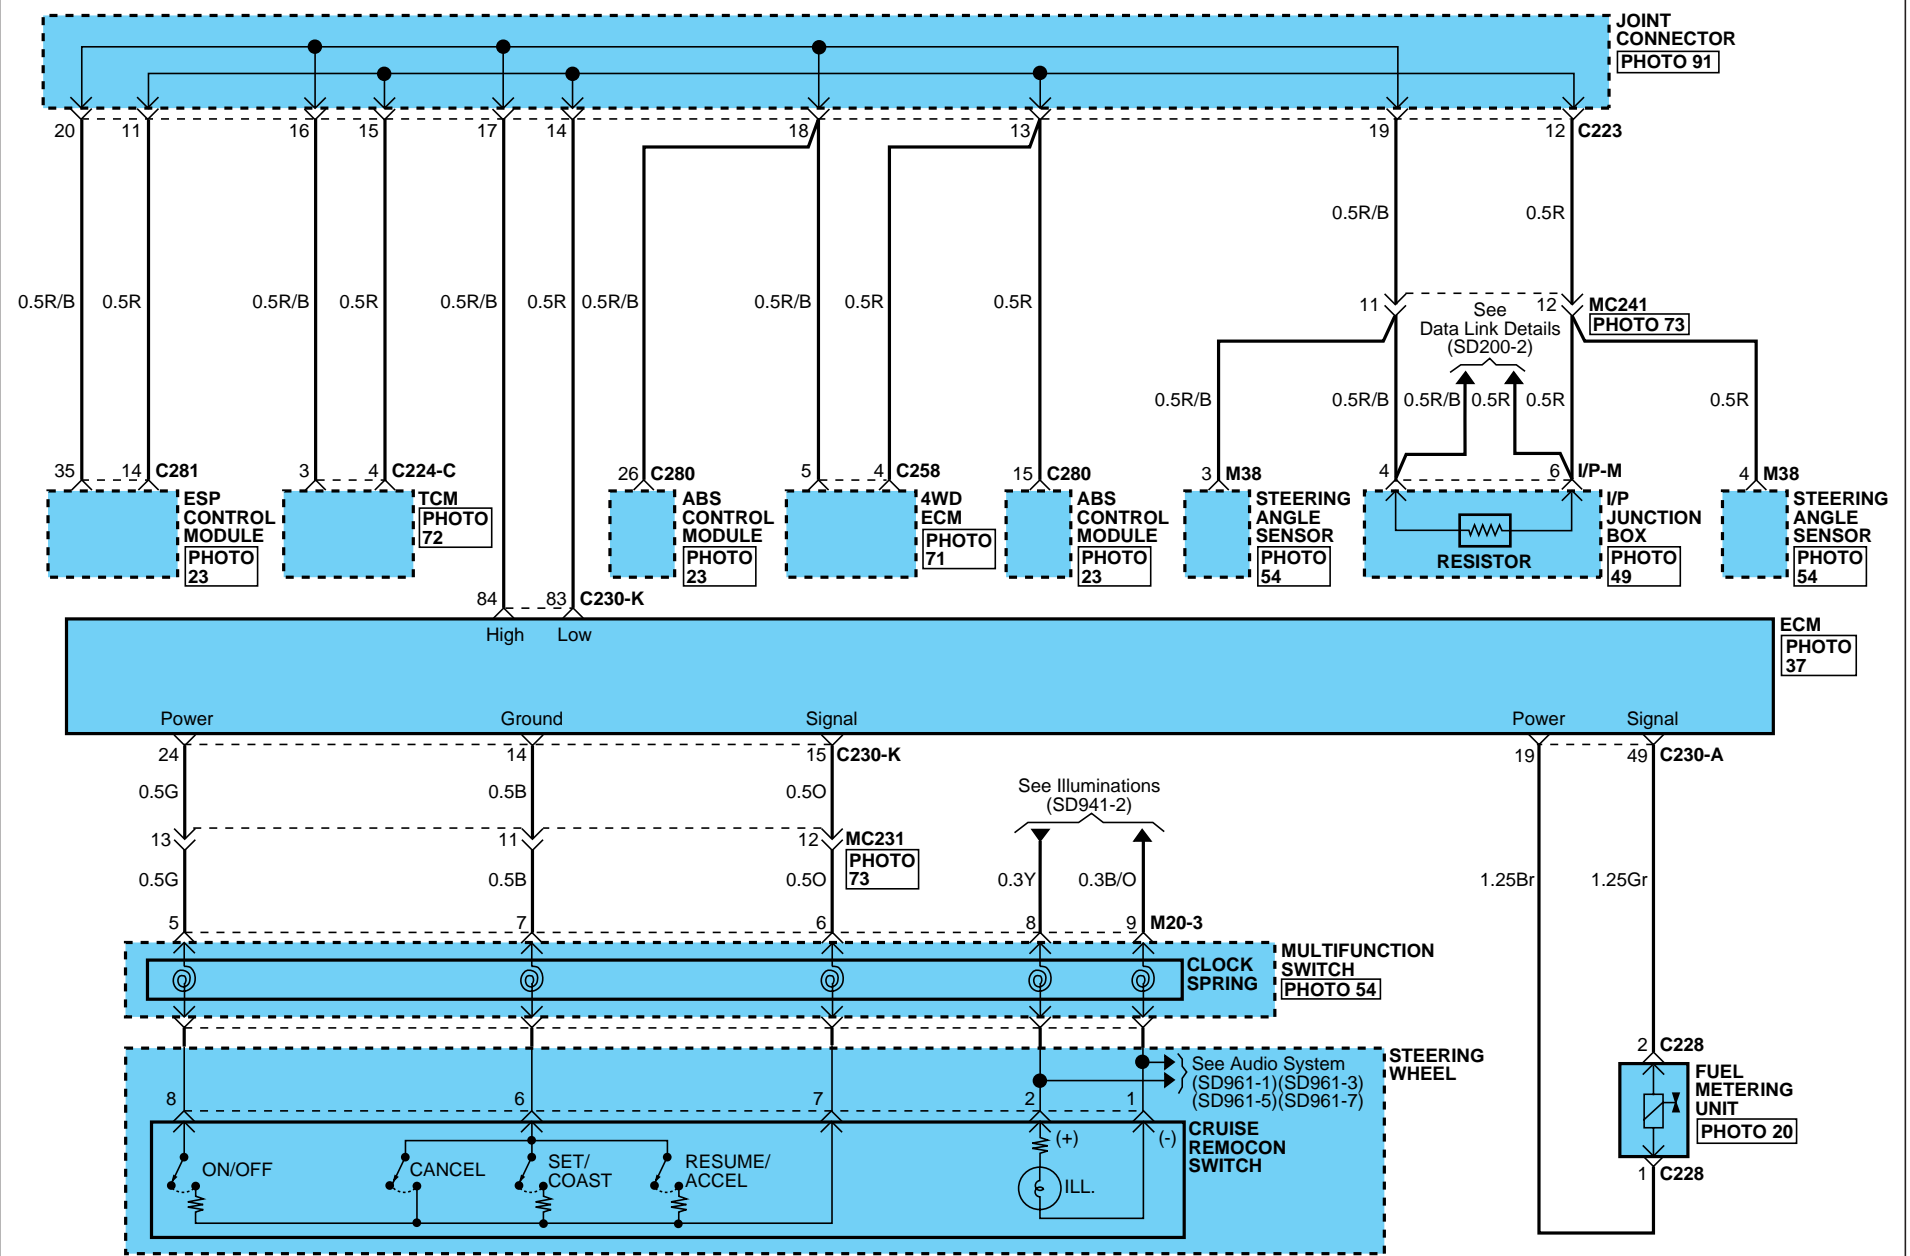 JOINT
CONNECTOR
PHOTO 91
20 11 16 15 17 14 18 13 19 12 C223
0.5R/B 0.5R
0.5R/B 0.5R 0.5R/B 0.5R 0.5R/B 0.5R 0.5R/B 0.5R/B 0.5R 0.5R
11 12 MC241
PHOTO 73
See
Data Link Details
(SD200-2)
0.5R/B 0.5R/B 0.5R/B 0.5R 0.5R 0.5R
35 14 C281
ESP
CONTROL
MODULE
PHOTO
23
3 4 C224-C
TCM
PHOTO
72
26 C280
ABS
CONTROL
MODULE
PHOTO
23
5 4 C258
4WD
ECM
PHOTO
71
15 C280
ABS
CONTROL
MODULE
PHOTO
23
3 M38
STEERING
ANGLE
SENSOR
PHOTO
54
4 6 I/P-M
RESISTOR
I/P
JUNCTION
BOX
PHOTO
49
4 M38
STEERING
ANGLE
SENSOR
PHOTO
54
84 83 C230-K
High Low
ECM
PHOTO
37
Power Ground Signal Power Signal
24 14 15 C230-K 19 49 C230-A
0.5G 0.5B 0.5O
See Illuminations
(SD941-2)
13 11 12 MC231
PHOTO
73
0.5G 0.5B 0.5O 0.3Y 0.3B/O 1.25Br 1.25Gr
5 7 6 8 9 M20-3
CLOCK
SPRING
MULTIFUNCTION
SWITCH
PHOTO 54
STEERING
WHEEL
See Audio System
(SD961-1)(SD961-3)
(SD961-5)(SD961-7)
8 6 7 2 1
CRUISE
REMOCON
SWITCH
(+) (-)
ON/OFF
CANCEL
SET/
COAST
RESUME/
ACCEL
ILL.
2 C228
FUEL
METERING
UNIT
PHOTO 20
1 C228